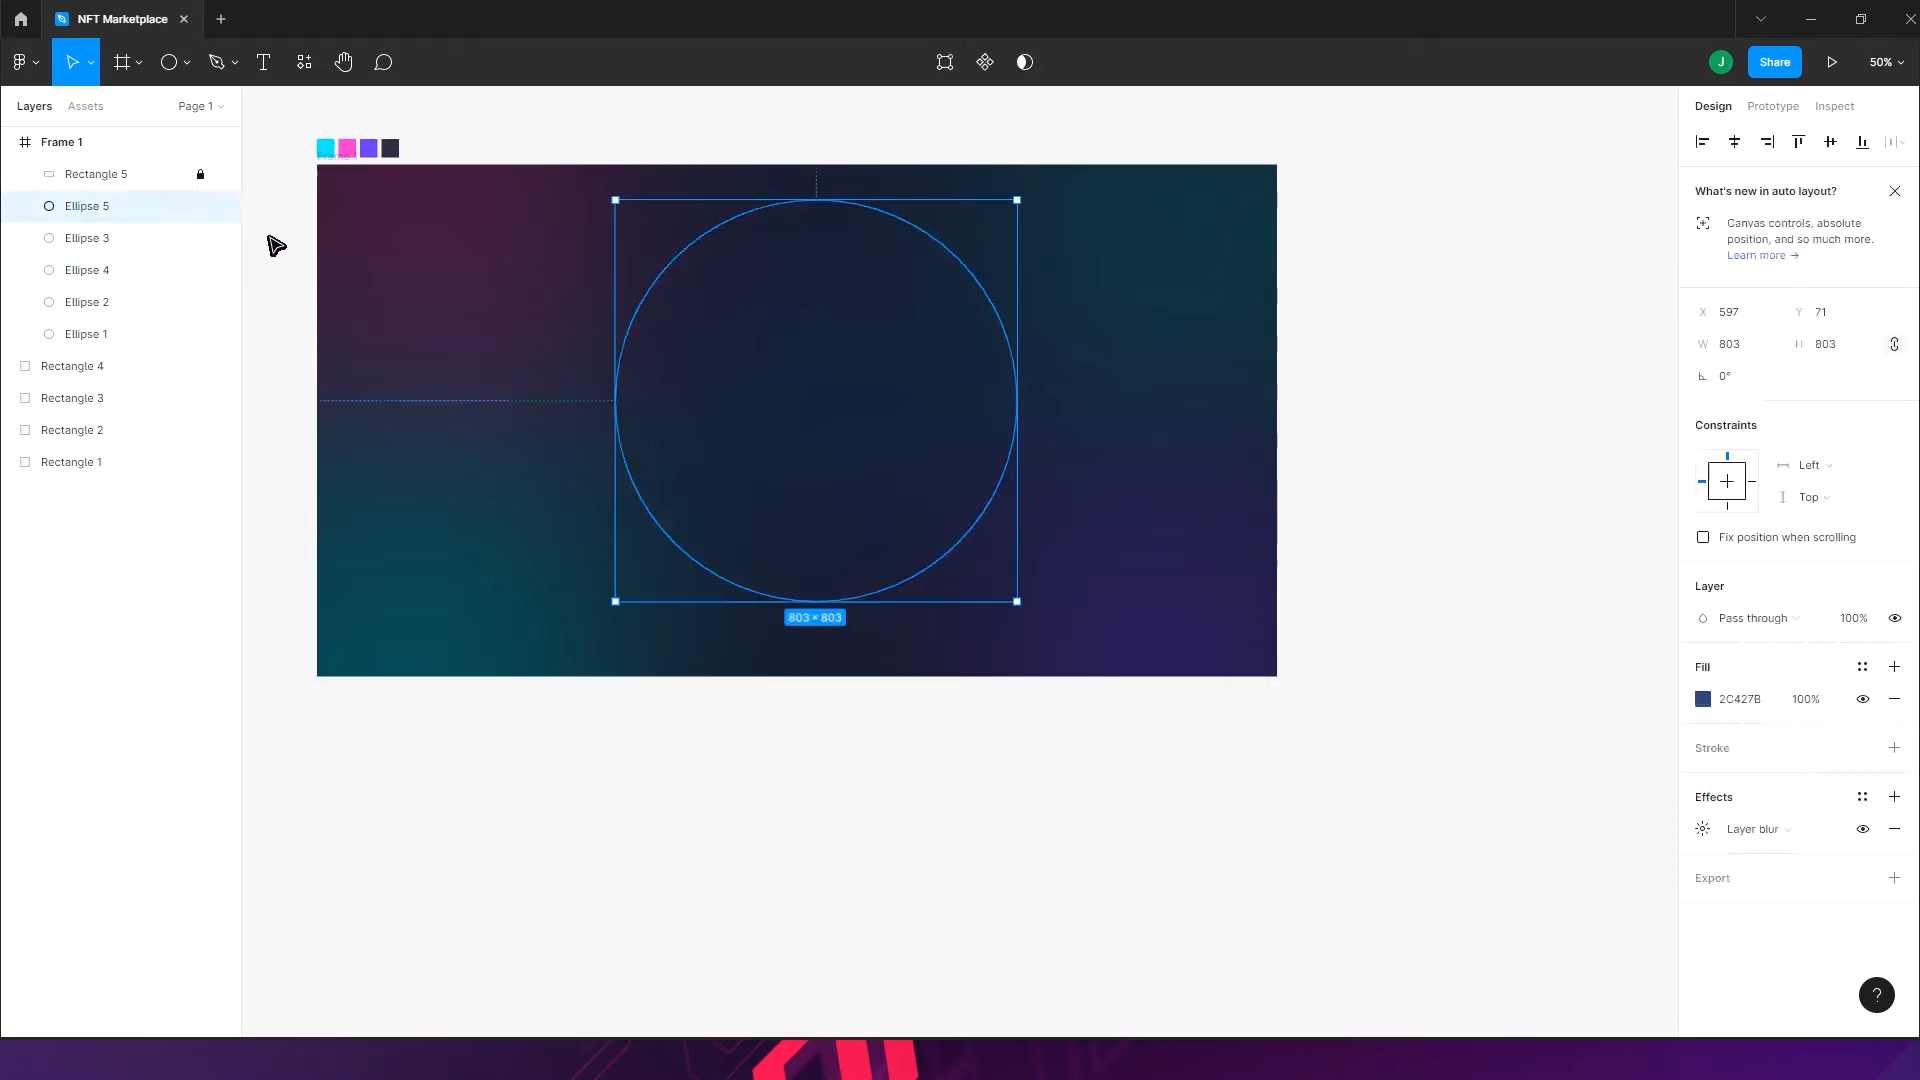 NFT Marketplace
J
Share
50%
Layers
Assets
Page 1
Frame 1
Rectangle 5
Ellipse 5
Ellipse 3
Ellipse 4
Ellipse 2
Ellipse 1
Rectangle 4
Rectangle 3
Rectangle 2
Rectangle 1
803 × 803
Design
Prototype
Inspect
What's new in auto layout?
Canvas controls, absolute
position, and so much more.
Learn more →
X 597
Y 71
W 803
H 803
0°
Constraints
Left
Top
Fix position when scrolling
Layer
Pass through
100%
Fill
2C427B
100%
Stroke
Effects
Layer blur
Export
?